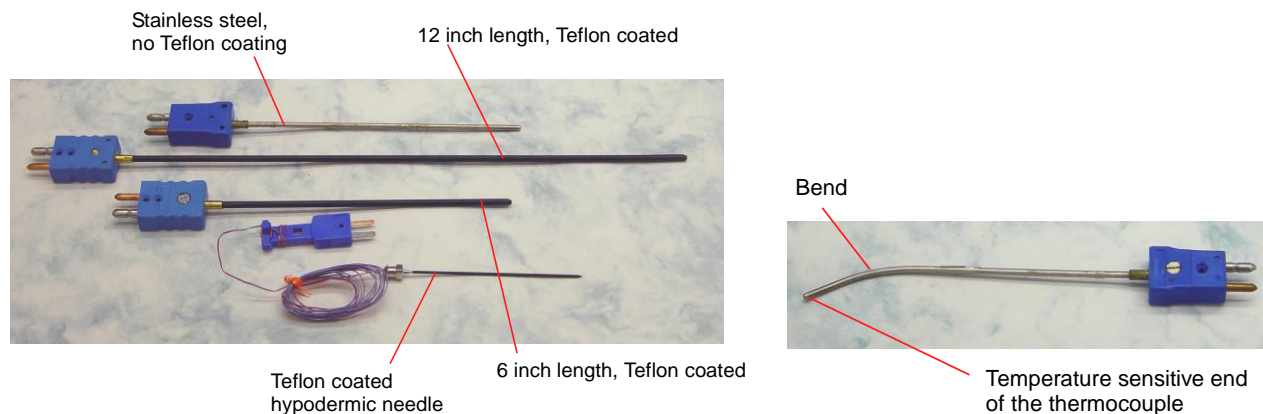 Stainless steel,
no Teflon coating
12 inch length, Teflon coated
Teflon coated
hypodermic needle
6 inch length, Teflon coated
Bend
Temperature sensitive end
of the thermocouple